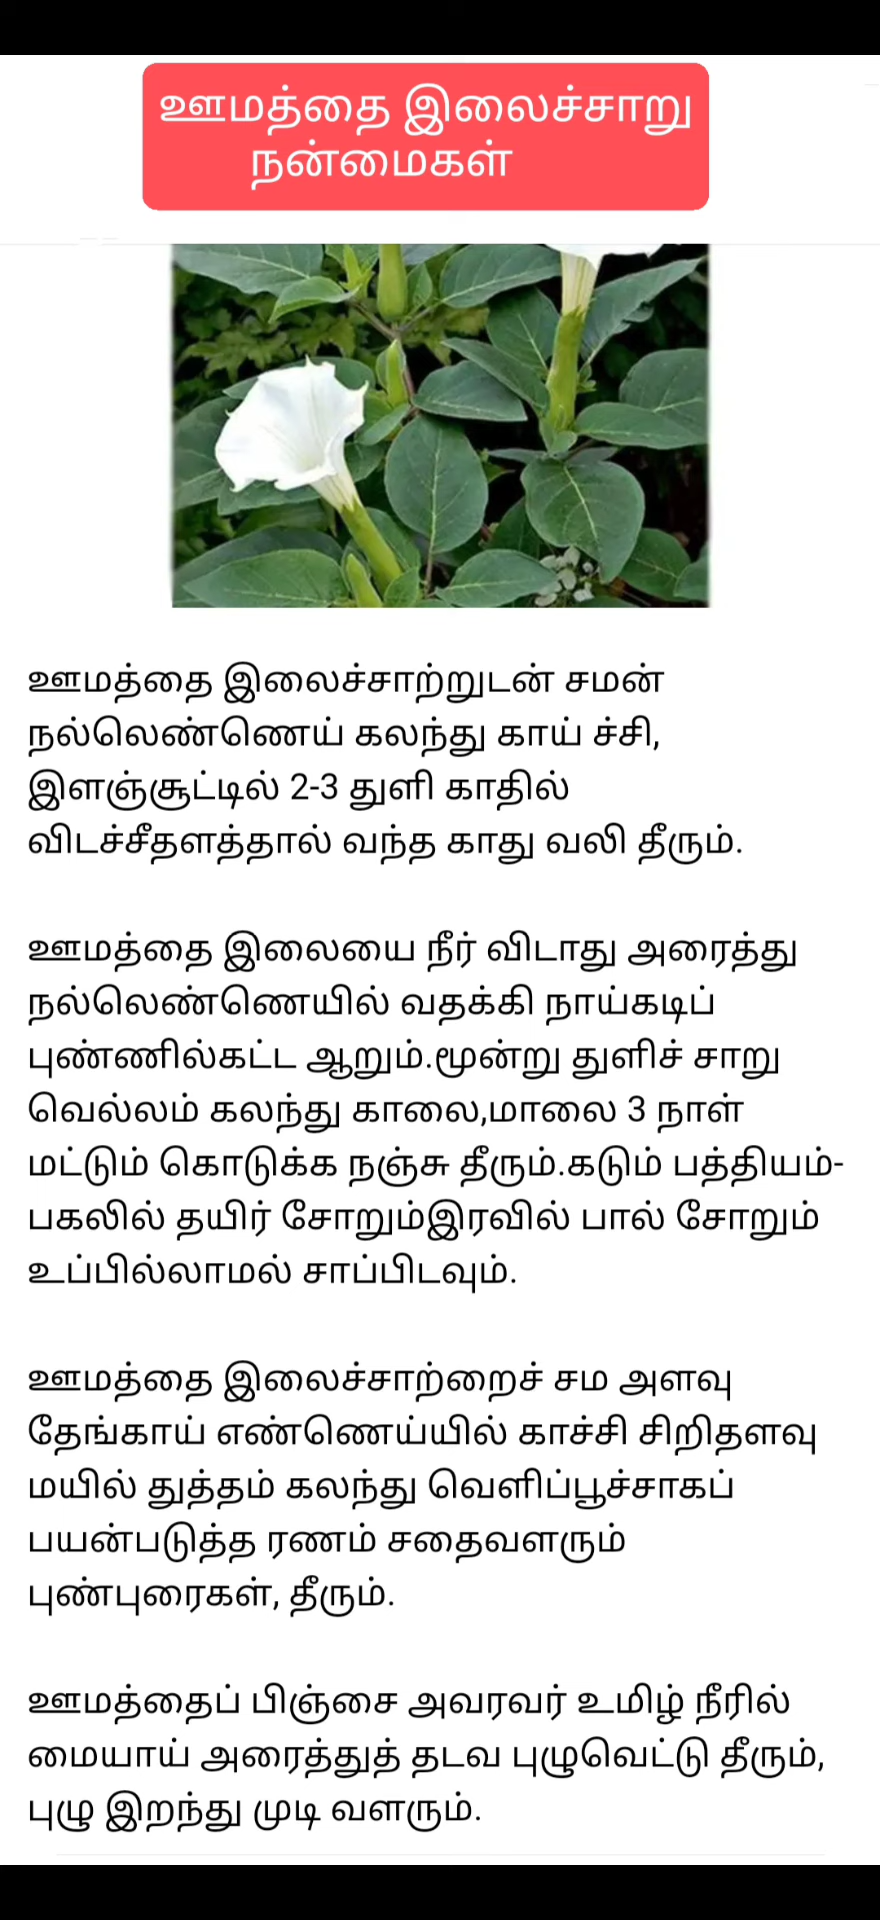 ஊமத்தை இலைச்சாறு
நன்மைகள்
ஊமத்தை இலைச்சாற்றுடன் சமன்
நல்லெண்ணெய் கலந்து காய் ச்சி,
இளஞ்சூட்டில் 2-3 துளி காதில்
விடச்சீதளத்தால் வந்த காது வலி தீரும்.
ஊமத்தை இலையை நீர் விடாது அரைத்து
நல்லெண்ணெயில் வதக்கி நாய்கடிப்
புண்ணில்கட்ட ஆறும்.மூன்று துளிச் சாறு
வெல்லம் கலந்து காலை,மாலை 3 நாள்
மட்டும் கொடுக்க நஞ்சு தீரும்.கடும் பத்தியம்-
பகலில் தயிர் சோறும்இரவில் பால் சோறும்
உப்பில்லாமல் சாப்பிடவும்.
ஊமத்தை இலைச்சாற்றைச் சம அளவு
தேங்காய் எண்ணெய்யில் காச்சி சிறிதளவு
மயில் துத்தம் கலந்து வெளிப்பூச்சாகப்
பயன்படுத்த ரணம் சதைவளரும்
புண்புரைகள், தீரும்.
ஊமத்தைப் பிஞ்சை அவரவர் உமிழ் நீரில்
மையாய் அரைத்துத் தடவ புழுவெட்டு தீரும்,
புழு இறந்து முடி வளரும்.